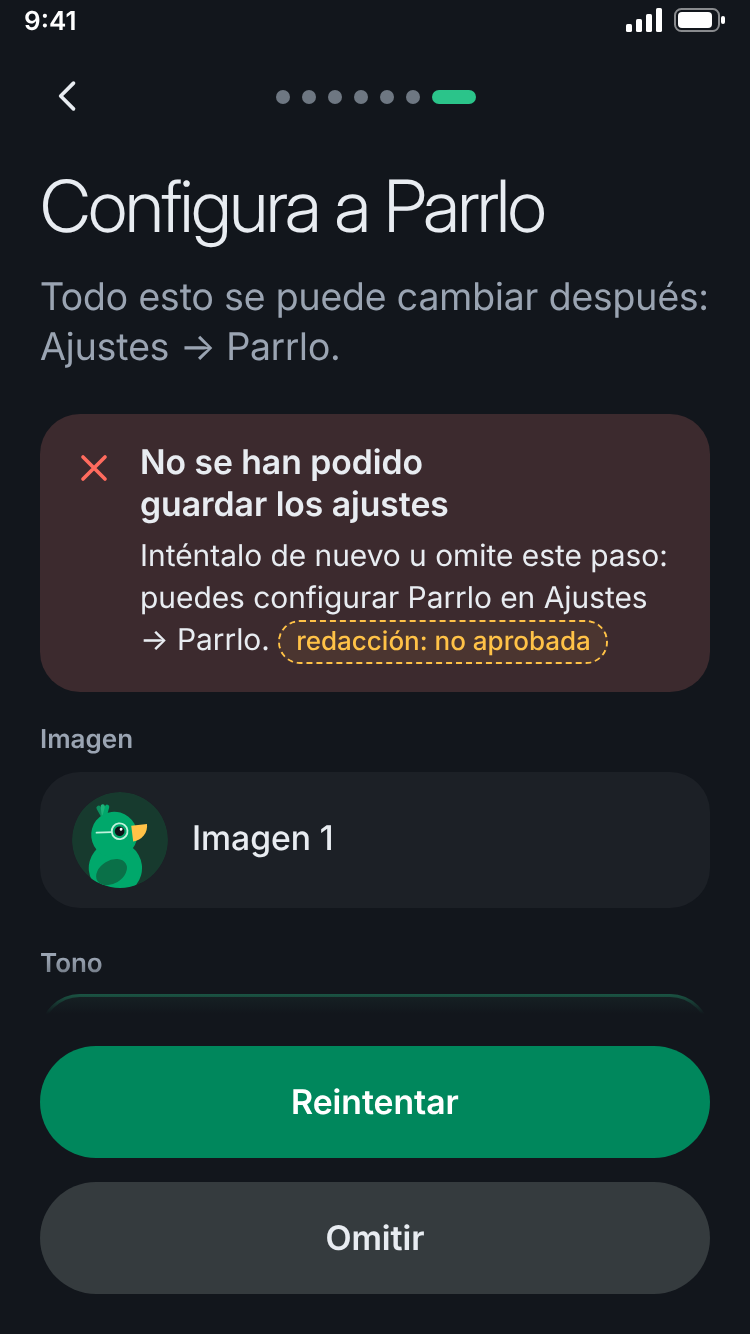 9:41
Configura a Parrlo
Todo esto se puede cambiar después:
Ajustes → Parrlo.
No se han podido
guardar los ajustes
Inténtalo de nuevo u omite este paso:
puedes configurar Parrlo en Ajustes
→ Parrlo. redacción: no aprobada
Imagen
Imagen 1
Tono
Reintentar
Omitir